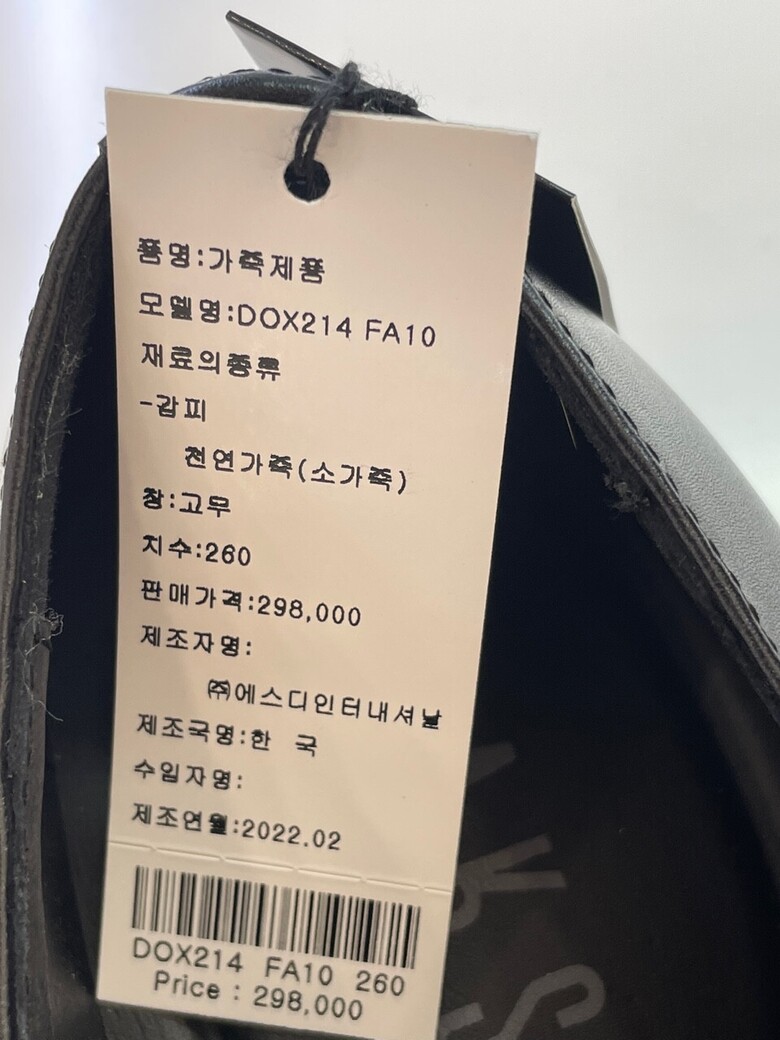 품명:가죽제품
모델명:DOX214 FA10
재료의종류
-갑피
천연가죽(소가죽)
창:고무
치수:260
판매가격:298,000
제조자명:
㈜에스디인터내셔날
제조국명:한 국
수입자명:
제조연월:2022.02
DOX214 FA10 260
Price : 298,000